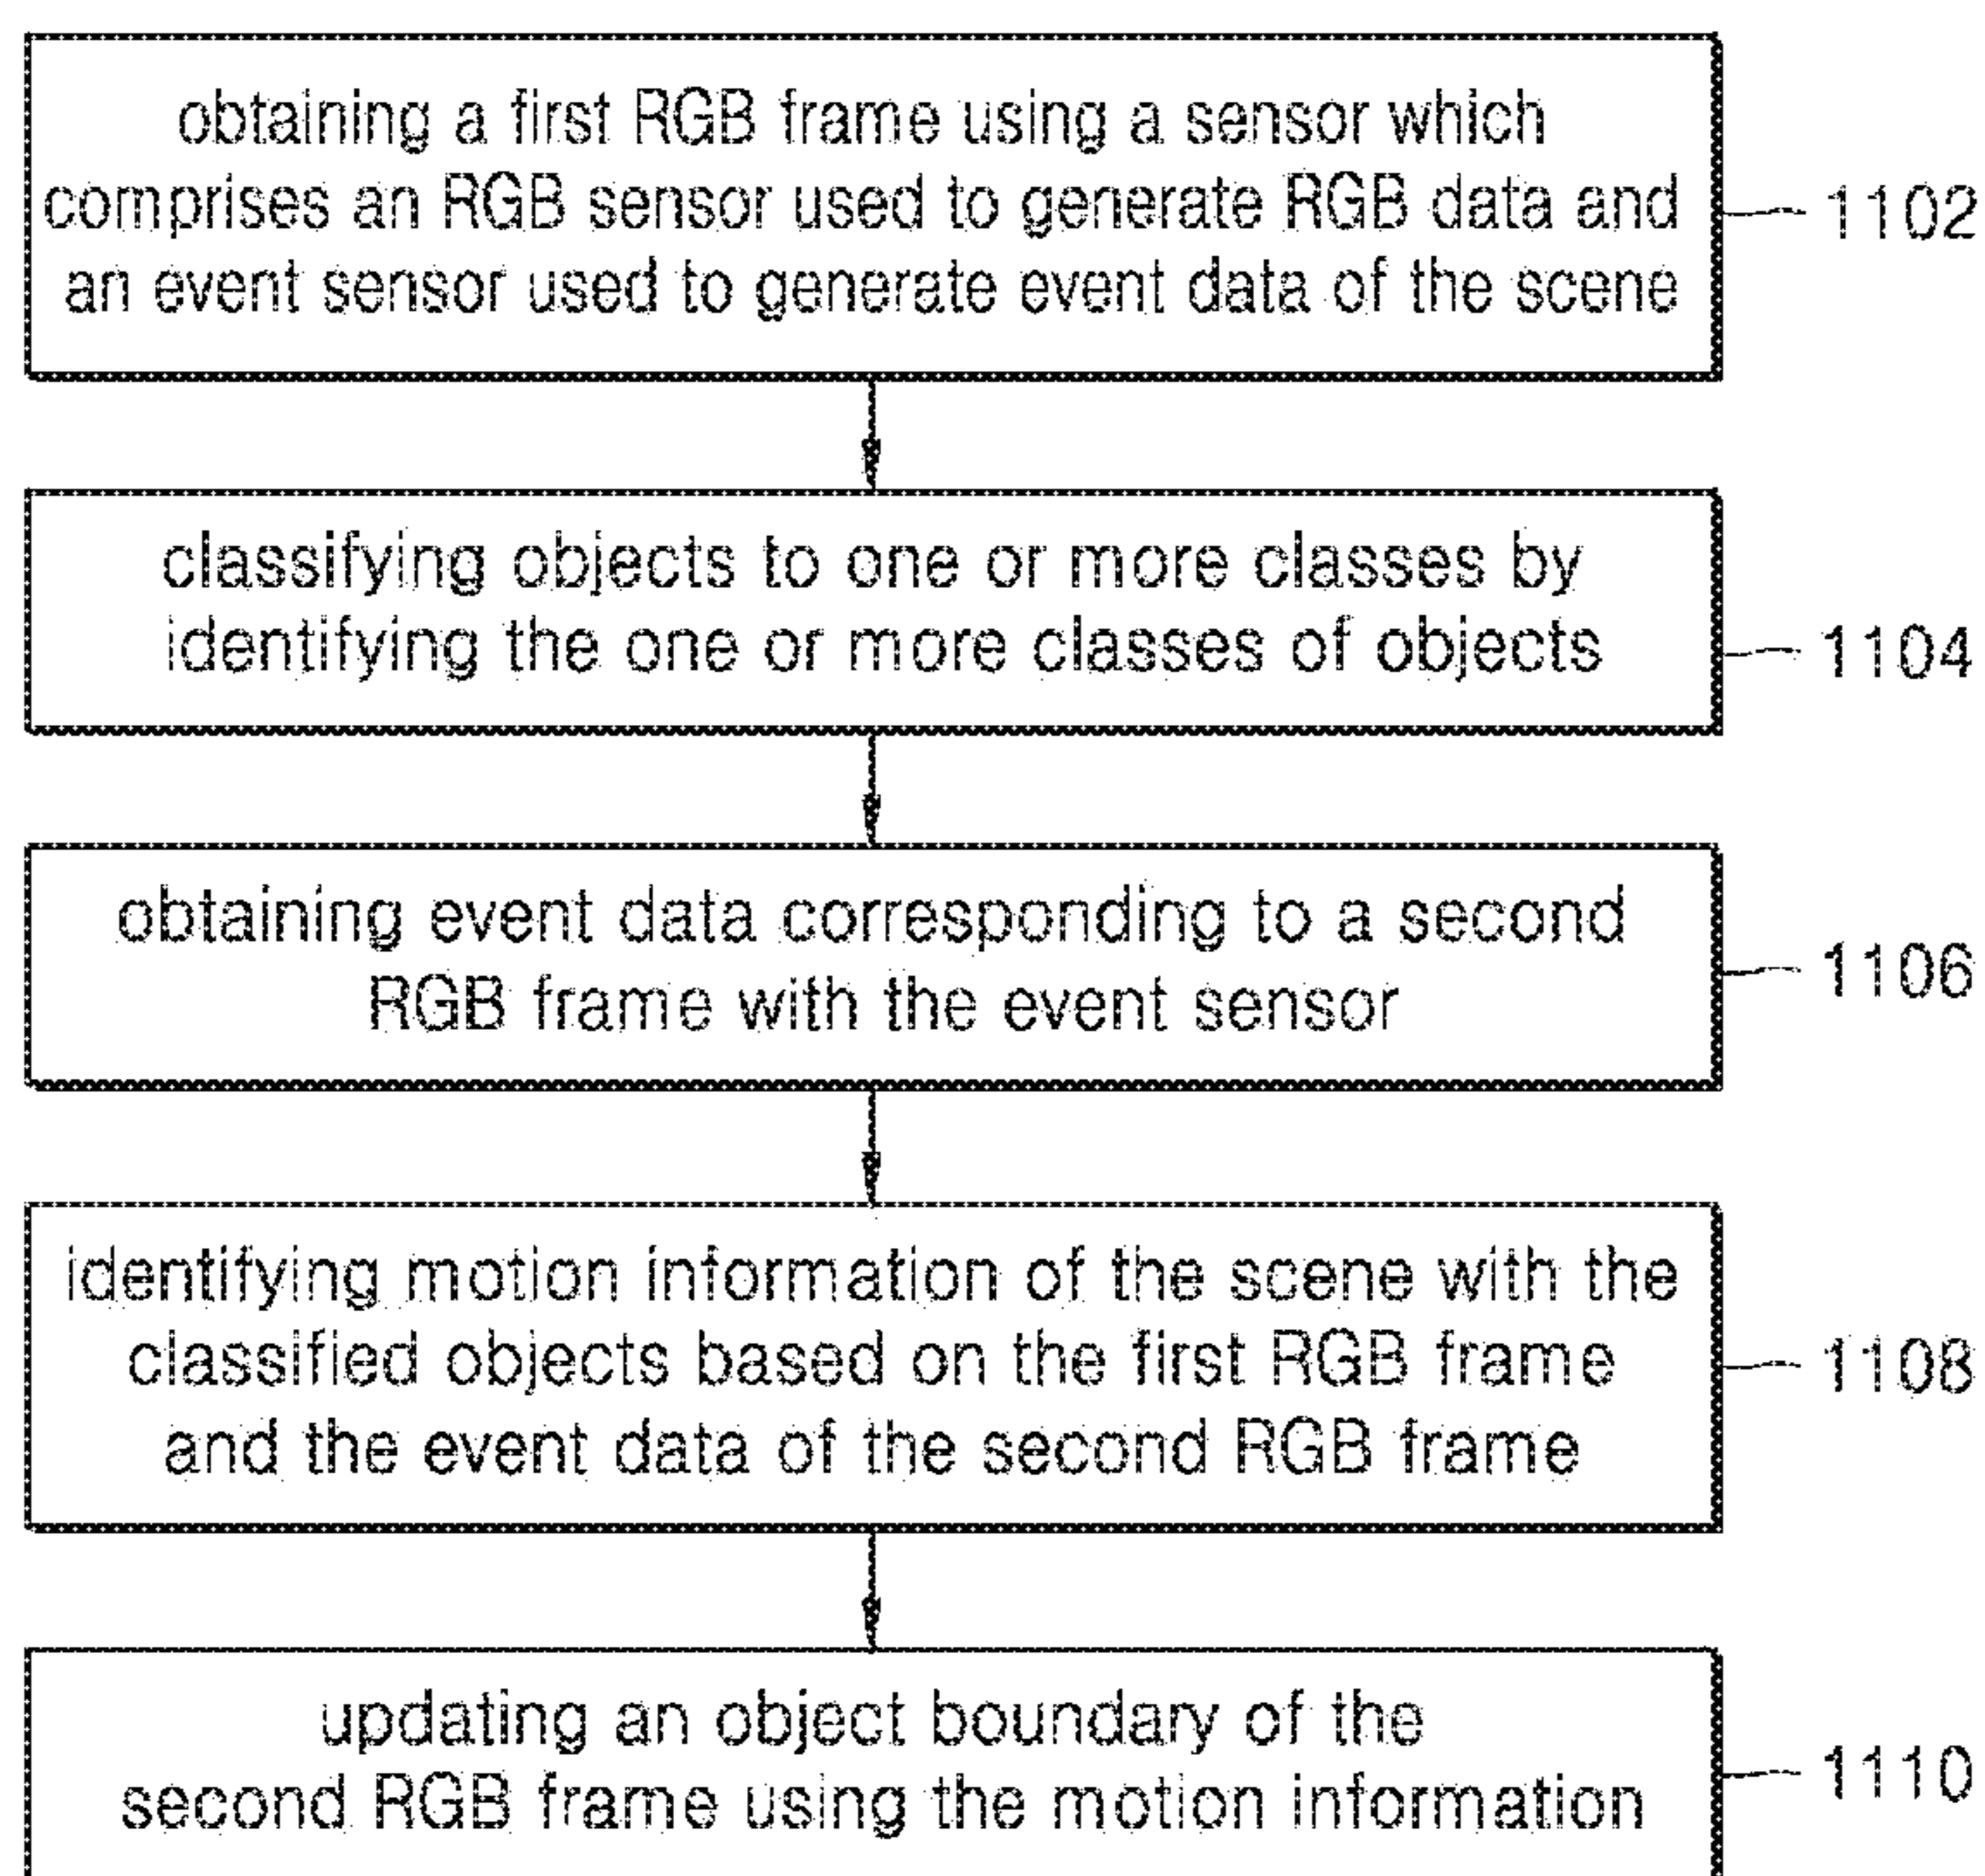 obtaining a first RGB frame using a sensor which
comprises an RGB sensor used to generate RGB data and
an event sensor used to generate event data of the scene
1102
classifying objects to one or more classes by
identifying the one or more classes of objects
1104
obtaining event data corresponding to a second
RGB frame with the event sensor
1106
identifying motion information of the scene with the
classified objects based on the first RGB frame
and the event data of the second RGB frame
1108
updating an object boundary of the
second RGB frame using the motion information
1110